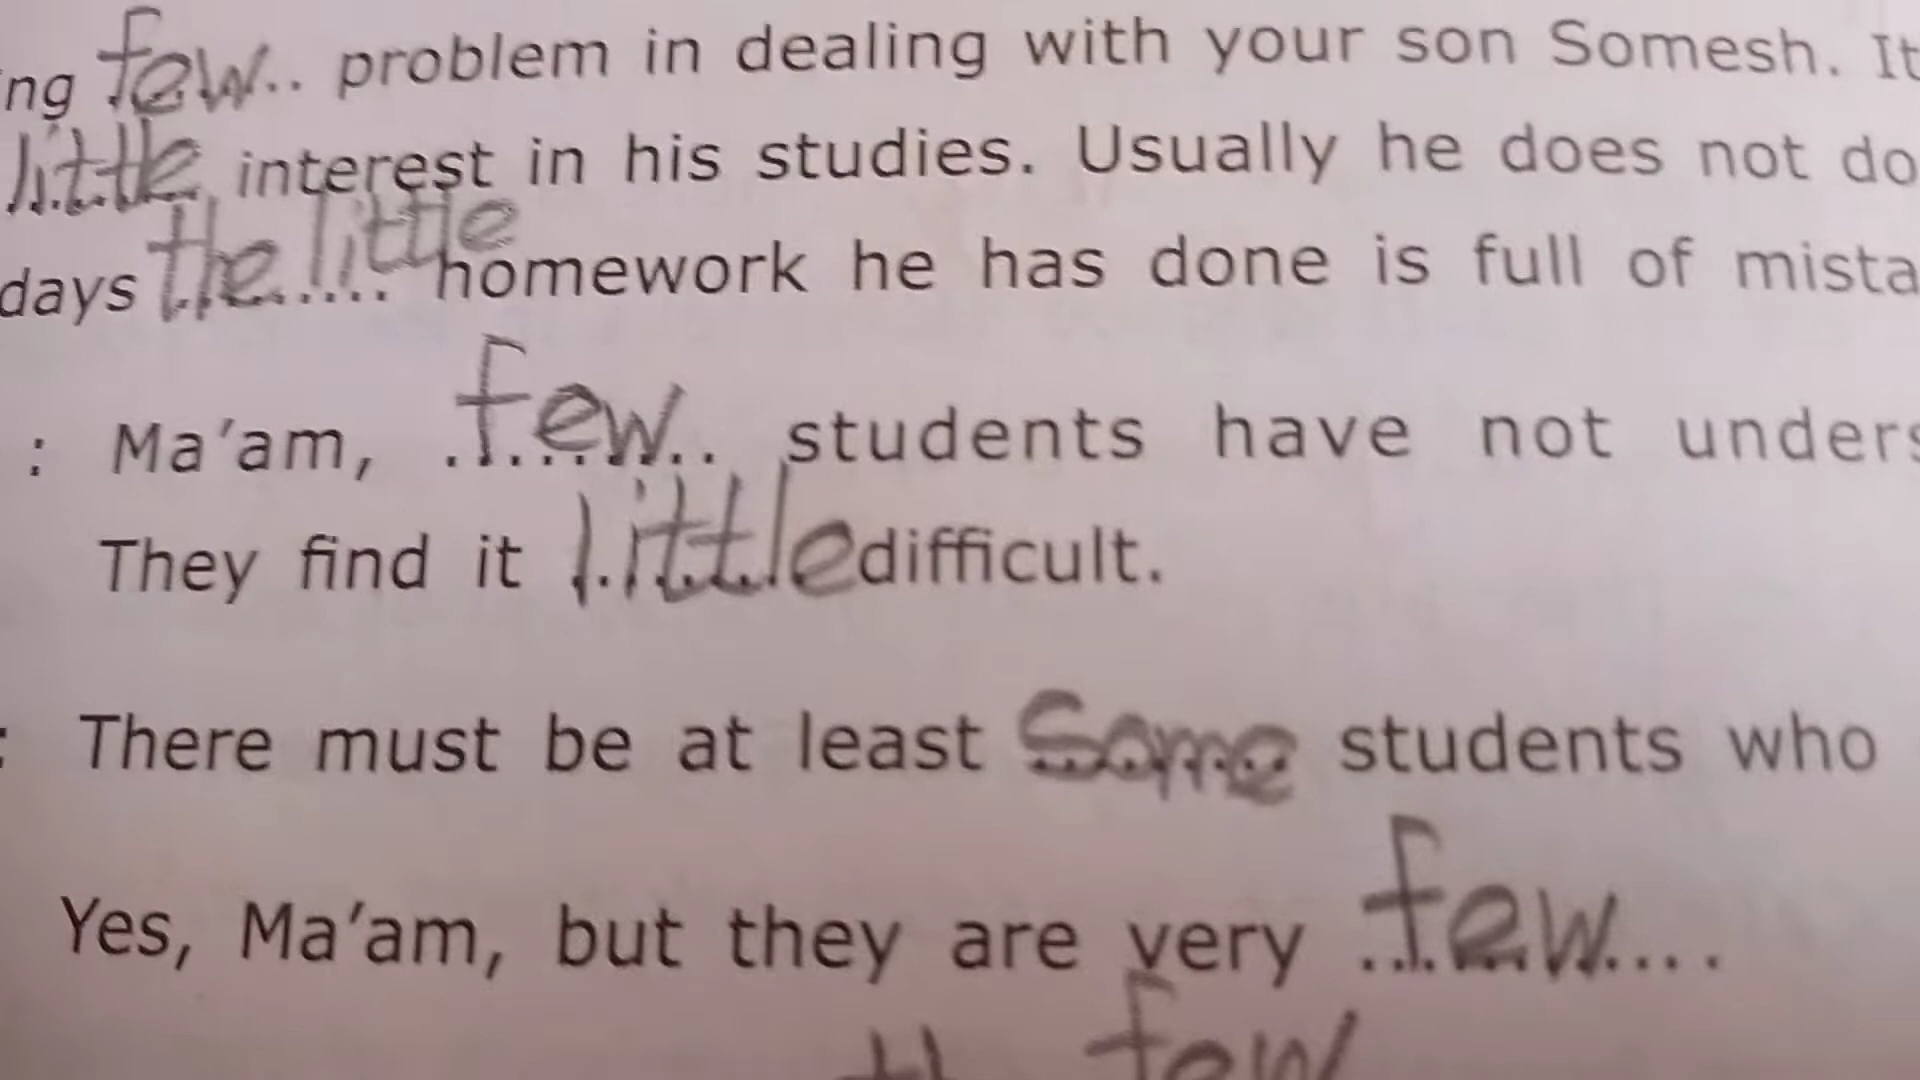 ng few.. problem in dealing with your son Somesh. It
little interest in his studies. Usually he does not do
days the little homework he has done is full of mista
: Ma'am, few.. students have not unders
They find it little difficult.
: There must be at least Some students who
Yes, Ma'am, but they are very few....
few